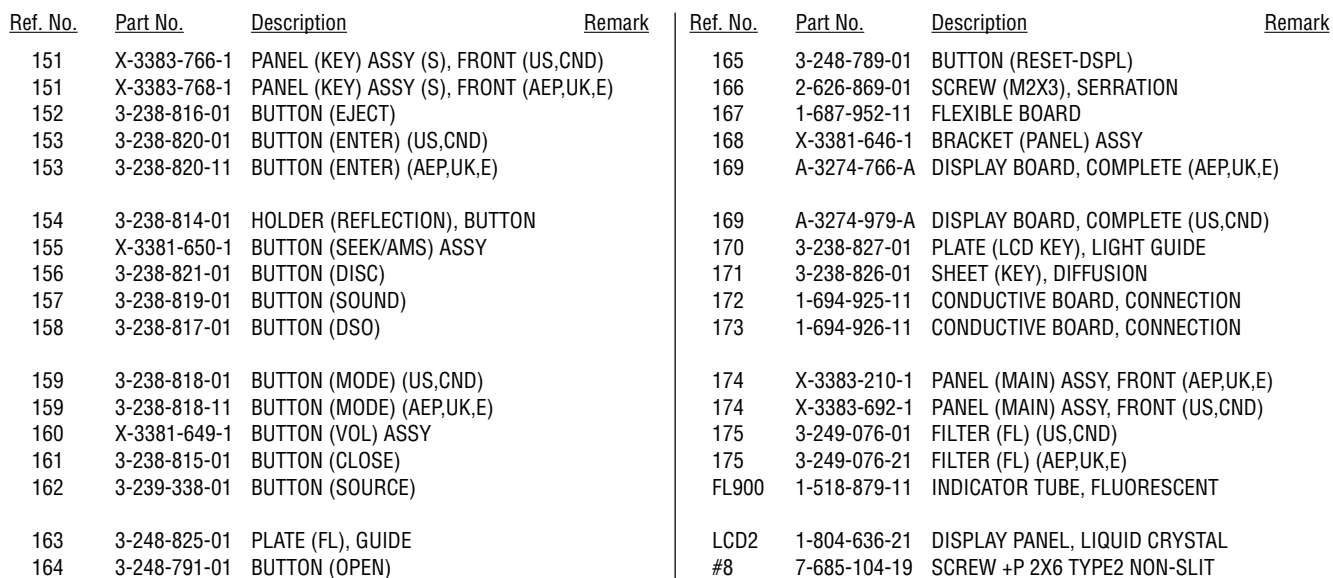 Ref. No. Part No. Description Remark
151 X-3383-766-1 PANEL (KEY) ASSY (S), FRONT (US,CND)
151 X-3383-768-1 PANEL (KEY) ASSY (S), FRONT (AEP,UK,E)
152 3-238-816-01 BUTTON (EJECT)
153 3-238-820-01 BUTTON (ENTER) (US,CND)
153 3-238-820-11 BUTTON (ENTER) (AEP,UK,E)
154 3-238-814-01 HOLDER (REFLECTION), BUTTON
155 X-3381-650-1 BUTTON (SEEK/AMS) ASSY
156 3-238-821-01 BUTTON (DISC)
157 3-238-819-01 BUTTON (SOUND)
158 3-238-817-01 BUTTON (DSO)
159 3-238-818-01 BUTTON (MODE) (US,CND)
159 3-238-818-11 BUTTON (MODE) (AEP,UK,E)
160 X-3381-649-1 BUTTON (VOL) ASSY
161 3-238-815-01 BUTTON (CLOSE)
162 3-239-338-01 BUTTON (SOURCE)
163 3-248-825-01 PLATE (FL), GUIDE
164 3-248-791-01 BUTTON (OPEN)
Ref. No. Part No. Description Remark
165 3-248-789-01 BUTTON (RESET-DSPL)
166 2-626-869-01 SCREW (M2X3), SERRATION
167 1-687-952-11 FLEXIBLE BOARD
168 X-3381-646-1 BRACKET (PANEL) ASSY
169 A-3274-766-A DISPLAY BOARD, COMPLETE (AEP,UK,E)
169 A-3274-979-A DISPLAY BOARD, COMPLETE (US,CND)
170 3-238-827-01 PLATE (LCD KEY), LIGHT GUIDE
171 3-238-826-01 SHEET (KEY), DIFFUSION
172 1-694-925-11 CONDUCTIVE BOARD, CONNECTION
173 1-694-926-11 CONDUCTIVE BOARD, CONNECTION
174 X-3383-210-1 PANEL (MAIN) ASSY, FRONT (AEP,UK,E)
174 X-3383-692-1 PANEL (MAIN) ASSY, FRONT (US,CND)
175 3-249-076-01 FILTER (FL) (US,CND)
175 3-249-076-21 FILTER (FL) (AEP,UK,E)
FL900 1-518-879-11 INDICATOR TUBE, FLUORESCENT
LCD2 1-804-636-21 DISPLAY PANEL, LIQUID CRYSTAL
#8 7-685-104-19 SCREW +P 2X6 TYPE2 NON-SLIT